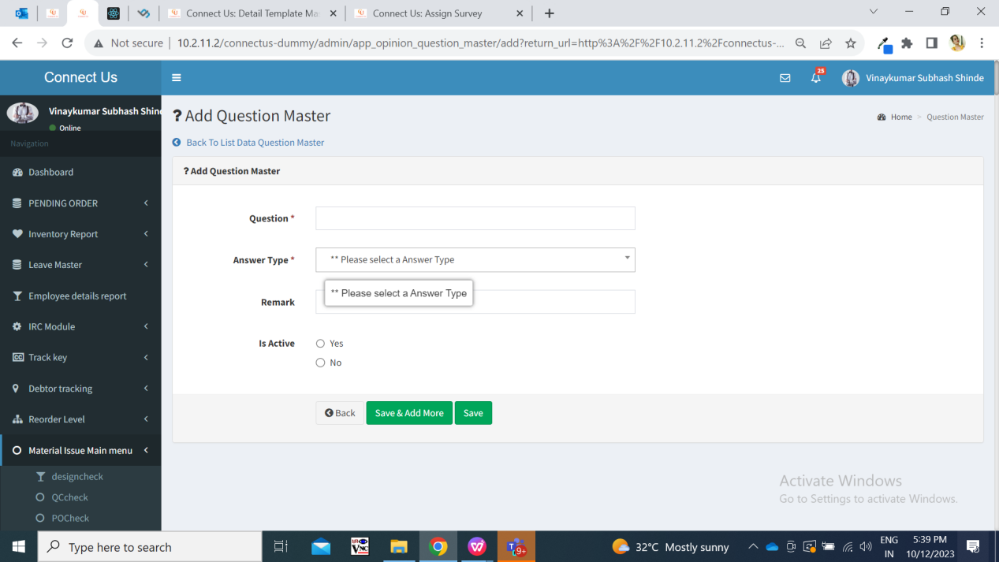 Connect Us: Detail Template Ma
Connect Us: Assign Survey
Not secure
10.2.11.2/connectus-dummy/admin/app_opinion_question_master/add?return_url=http%3A%2F%2F10.2.11.2%2Fconnectus-...
Connect Us
25
Vinaykumar Subhash Shinde
Vinaykumar Subhash Shind
Online
Navigation
Dashboard
PENDING ORDER
Inventory Report
Leave Master
Employee details report
IRC Module
Track key
Debtor tracking
Reorder Level
Material Issue Main menu
designcheck
QCcheck
POCheck
? Add Question Master
Home > Question Master
Back To List Data Question Master
? Add Question Master
Question *
Answer Type *
** Please select a Answer Type
** Please select a Answer Type
Remark
Is Active
Yes
No
Back
Save & Add More
Save
Activate Windows
Go to Settings to activate Windows.
Type here to search
9+
32°C Mostly sunny
ENG
IN
5:39 PM
10/12/2023